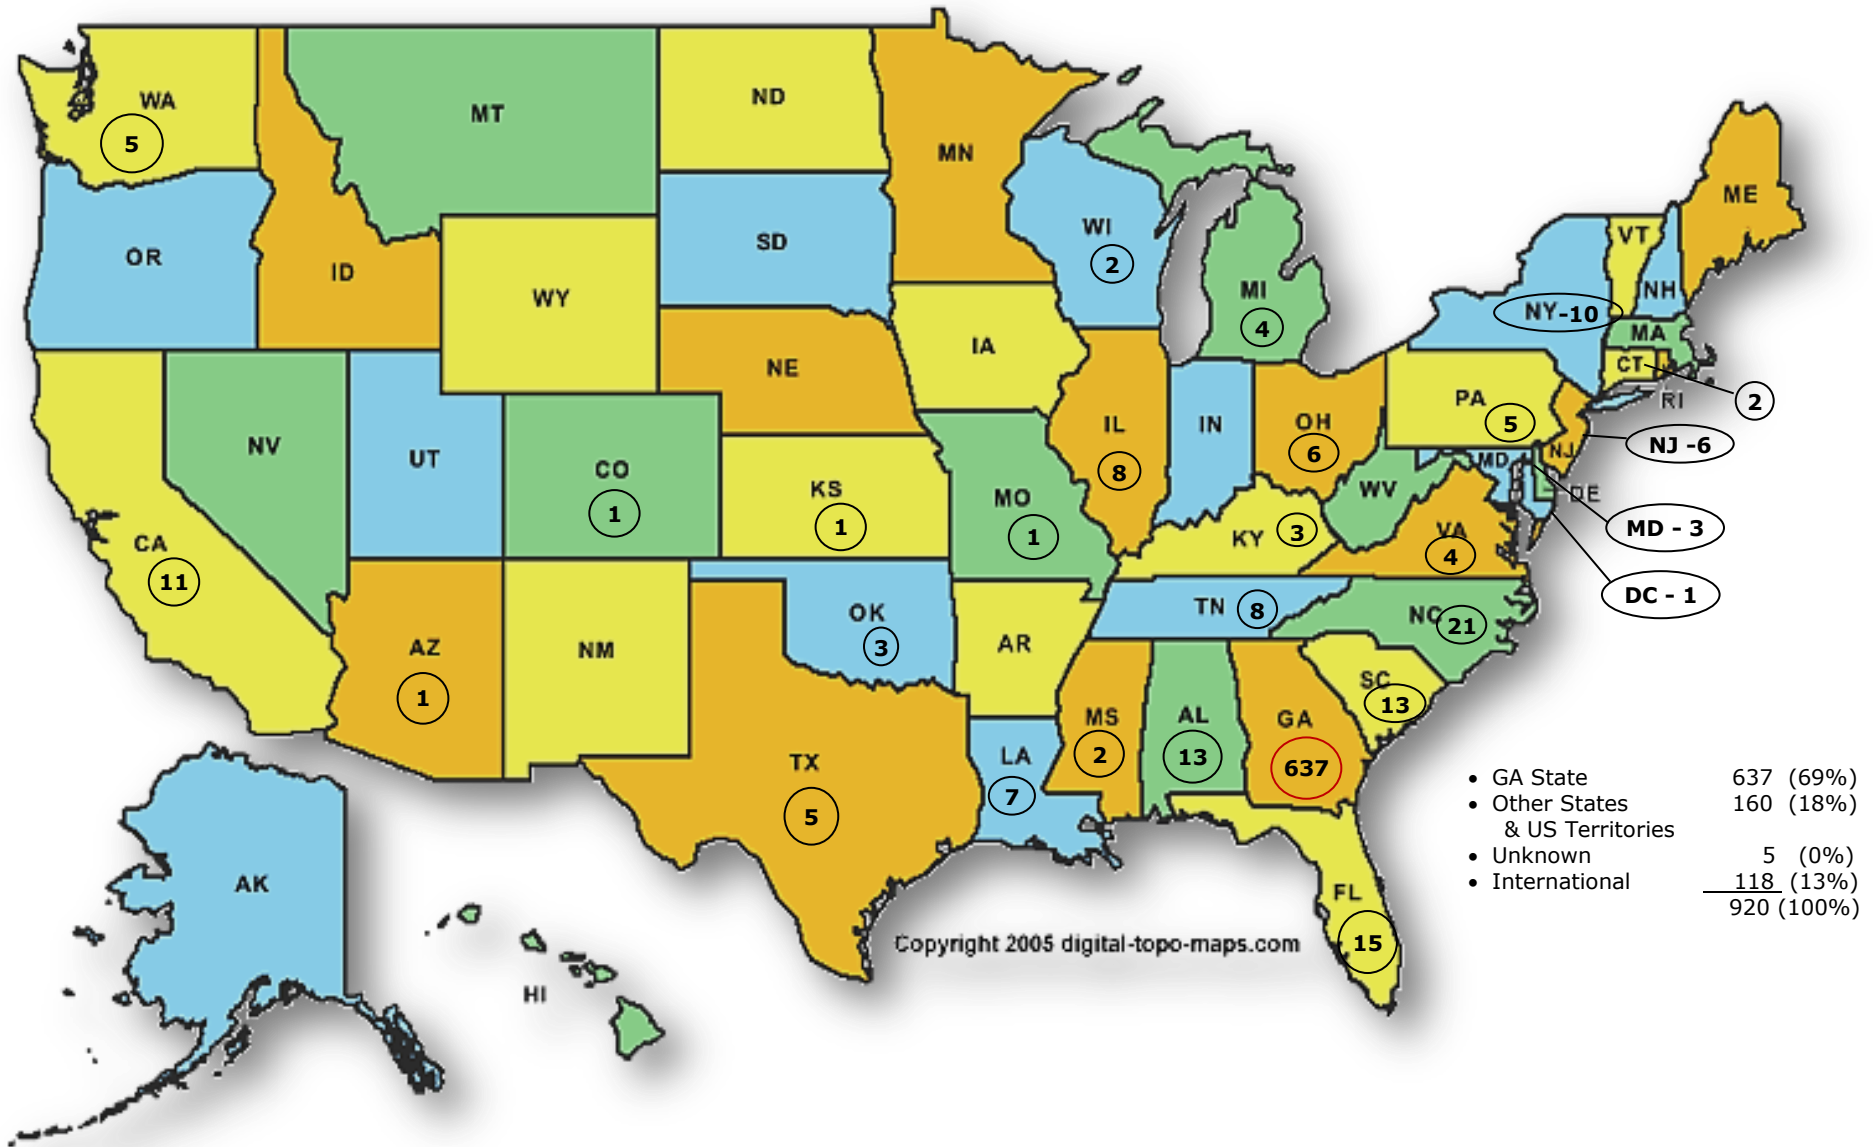 WA
5
MT
ND
MN
ME
OR
ID
SD
WI
2
VT
NH
WY
MI
4
NY-10
MA
IA
NE
CT
PA
5
RI
2
NV
UT
CO
1
KS
1
MO
1
IL
8
IN
OH
6
NJ
NJ -6
MD
DE
WV
VA
4
MD - 3
CA
11
KY
3
DC - 1
AZ
1
NM
OK
3
AR
TN
8
NC
21
SC
13
TX
5
LA
7
MS
2
AL
13
GA
637
• GA State 637 (69%)
• Other States 160 (18%)
& US Territories
• Unknown 5 (0%)
• International 118 (13%)
920 (100%)
AK
HI
FL
15
Copyright 2005 digital-topo-maps.com